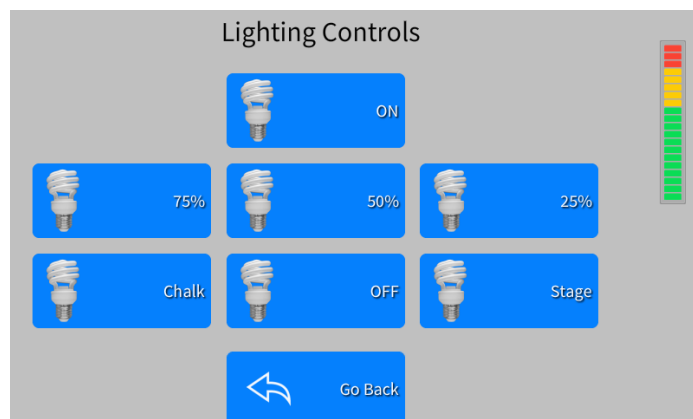 Lighting Controls
ON
75%
50%
25%
Chalk
OFF
Stage
Go Back